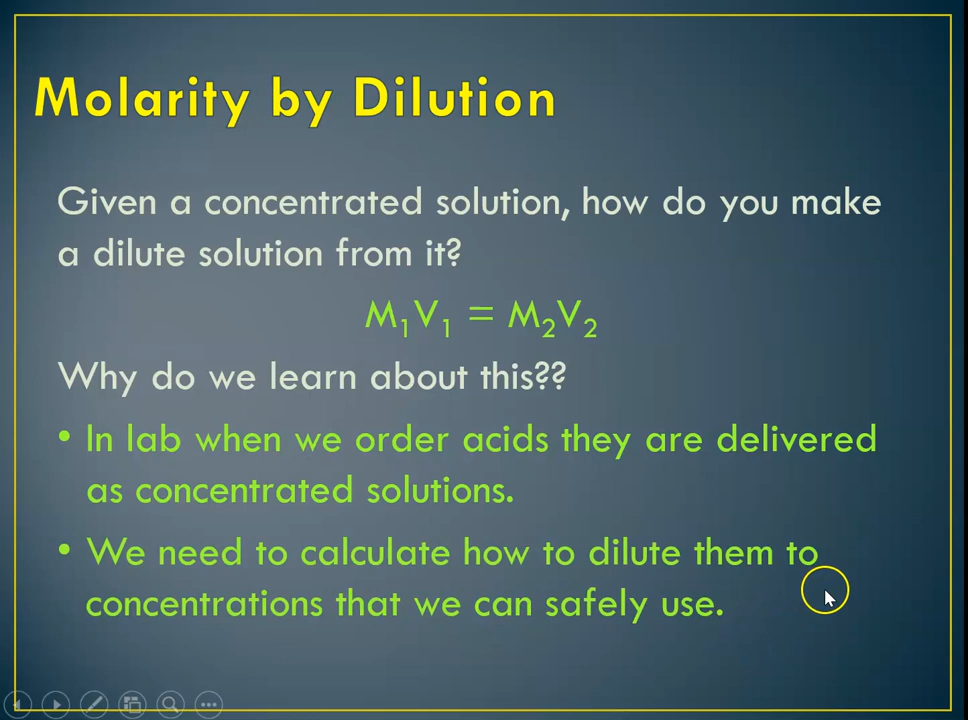 Molarity by Dilution
Given a concentrated solution, how do you make
a dilute solution from it?
M₁V₁ = M₂V₂
Why do we learn about this??
• In lab when we order acids they are delivered
as concentrated solutions.
• We need to calculate how to dilute them to
concentrations that we can safely use.